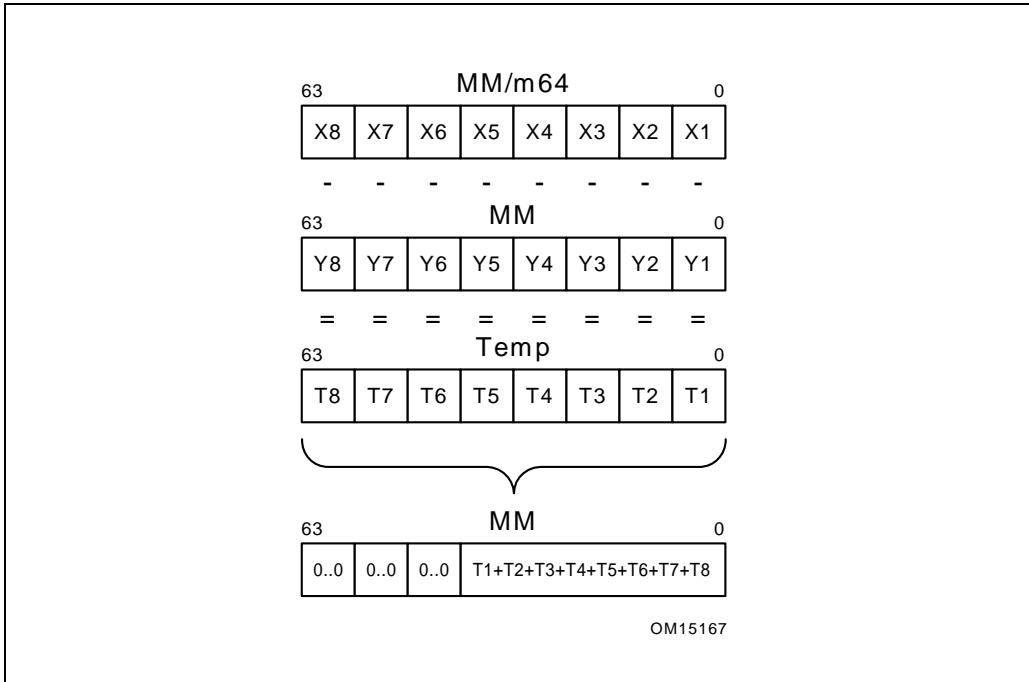 MM/m64
63 0
X8 X7 X6 X5 X4 X3 X2 X1
- - - - - - - -
MM
63 0
Y8 Y7 Y6 Y5 Y4 Y3 Y2 Y1
= = = = = = = =
Temp
63 0
T8 T7 T6 T5 T4 T3 T2 T1
MM
63 0
0..0 0..0 0..0 T1+T2+T3+T4+T5+T6+T7+T8
OM15167